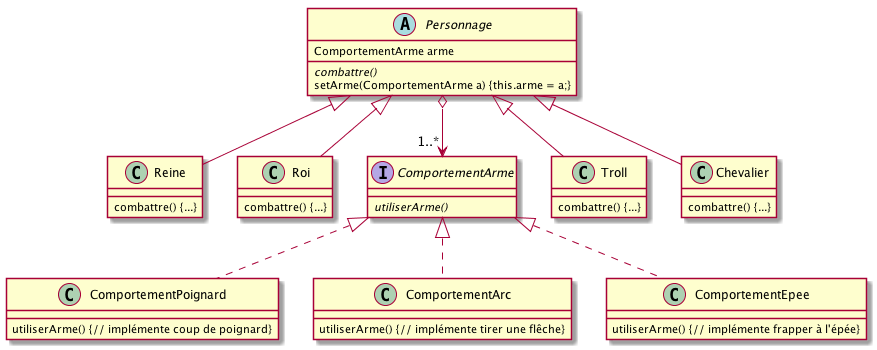 A Personnage
ComportementArme arme
combattre()
setArme(ComportementArme a) {this.arme = a;}
1..*
C Reine
combattre() {...}
C Roi
combattre() {...}
I ComportementArme
utiliserArme()
C Troll
combattre() {...}
C Chevalier
combattre() {...}
C ComportementPoignard
utiliserArme() {// implémente coup de poignard}
C ComportementArc
utiliserArme() {// implémente tirer une flêche}
C ComportementEpee
utiliserArme() {// implémente frapper à l'épée}